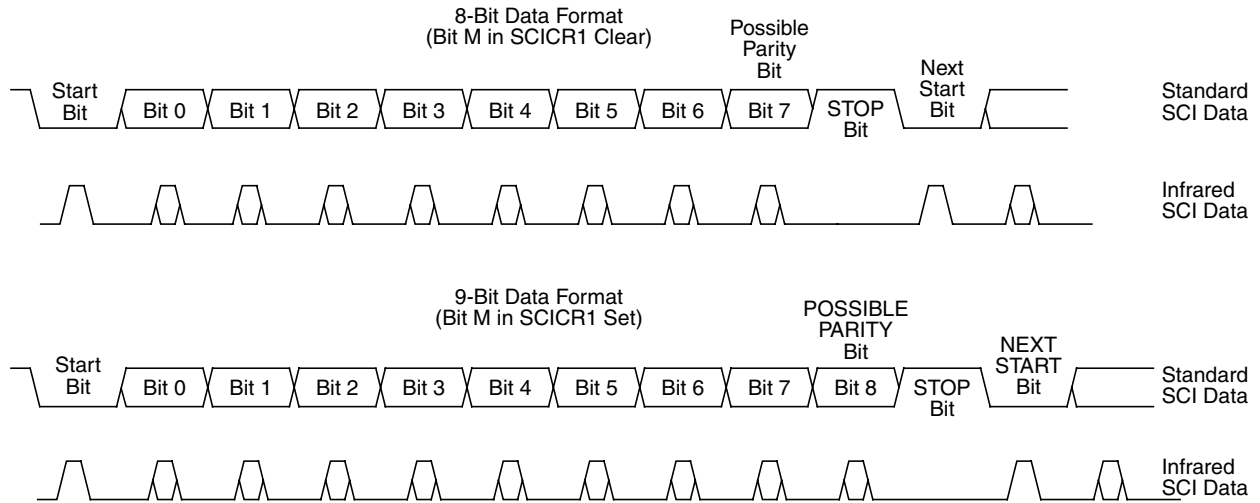 8-Bit Data Format
(Bit M in SCICR1 Clear)
Possible
Parity
Bit
Start
Bit
Bit 0
Bit 1
Bit 2
Bit 3
Bit 4
Bit 5
Bit 6
Bit 7
STOP
Bit
Next
Start
Bit
Standard
SCI Data
Infrared
SCI Data
9-Bit Data Format
(Bit M in SCICR1 Set)
POSSIBLE
PARITY
Bit
Start
Bit
Bit 0
Bit 1
Bit 2
Bit 3
Bit 4
Bit 5
Bit 6
Bit 7
Bit 8
STOP
Bit
NEXT
START
Bit
Standard
SCI Data
Infrared
SCI Data